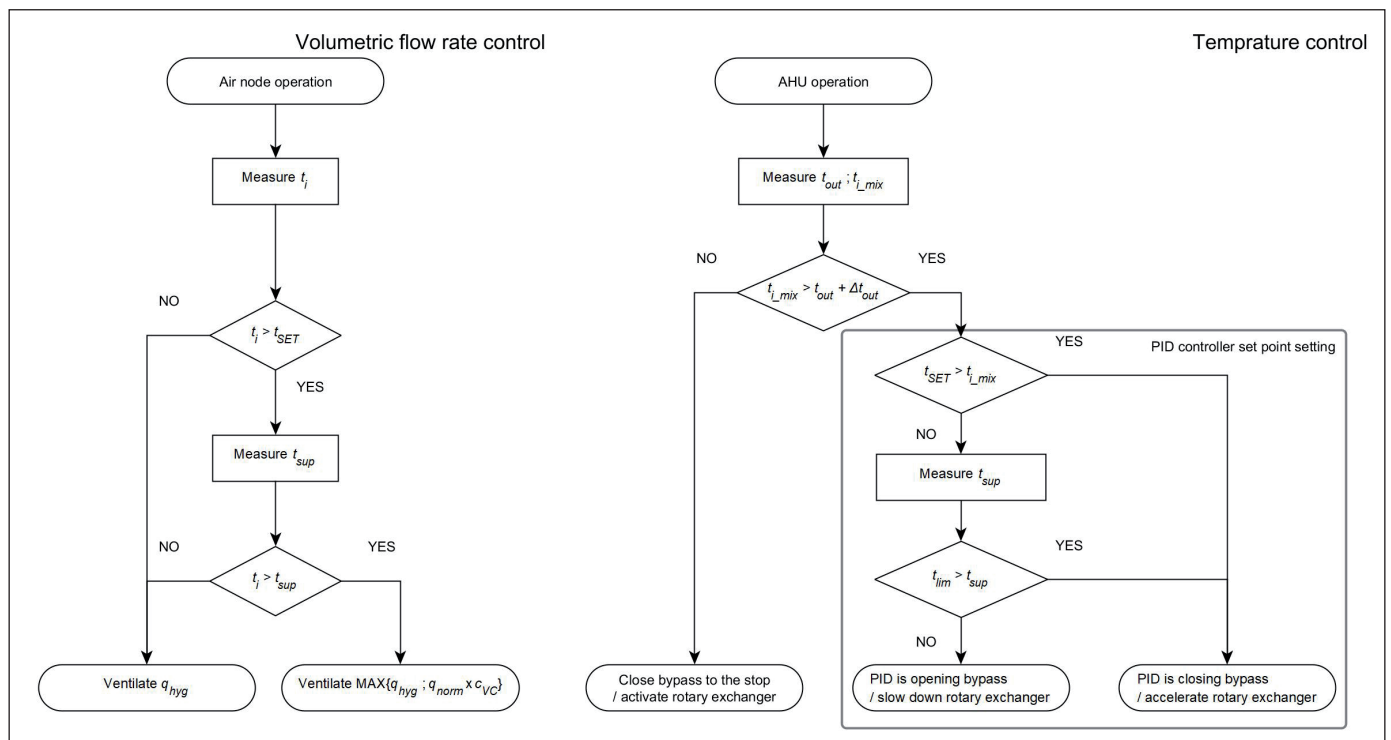 Volumetric flow rate control
Temprature control
Air node operation
AHU operation
Measure t_i
Measure t_out ; t_i_mix
NO
YES
t_i_mix > t_out + Δt_out
NO
t_i > t_SET
YES
PID controller set point setting
YES
t_SET > t_i_mix
NO
Measure t_sup
Measure t_sup
NO
YES
t_i > t_sup
YES
t_lim > t_sup
NO
Ventilate q_hyg
Ventilate MAX{q_hyg ; q_norm x c_VC}
Close bypass to the stop
/ activate rotary exchanger
PID is opening bypass
/ slow down rotary exchanger
PID is closing bypass
/ accelerate rotary exchanger